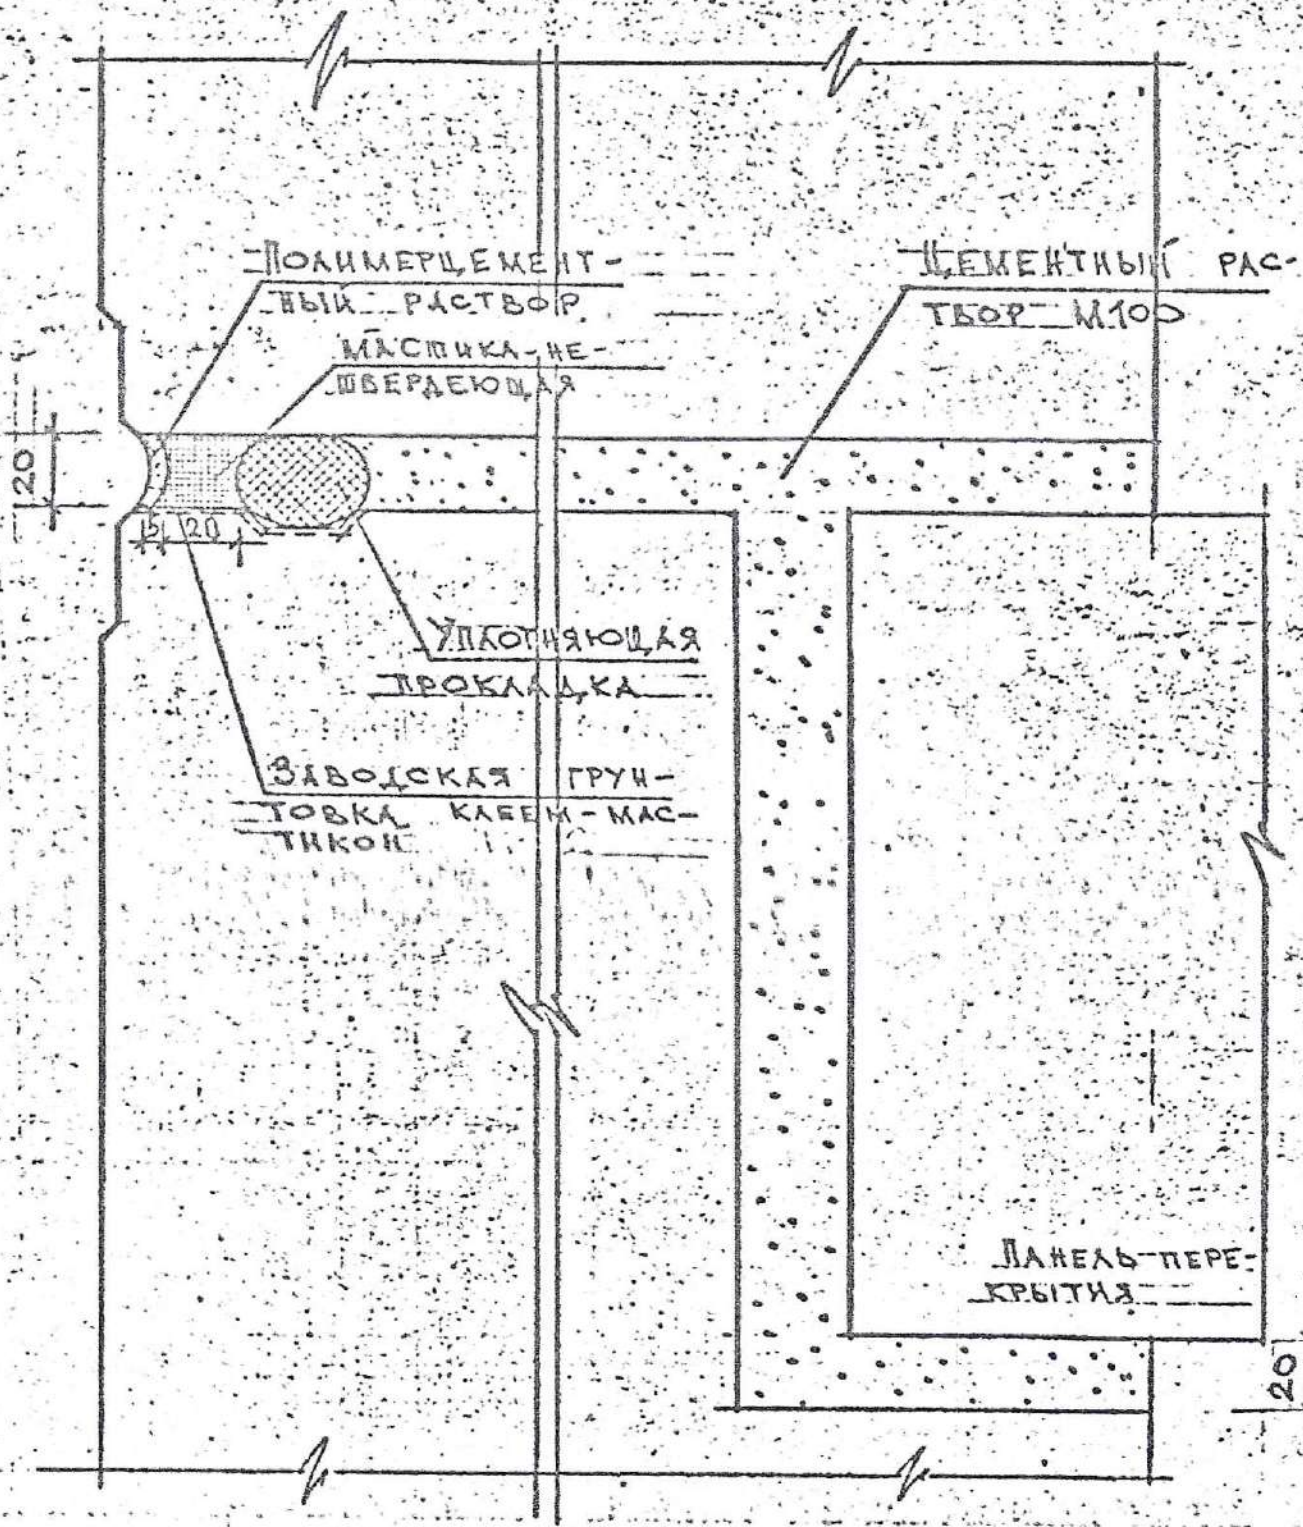 ПОЛИМЕРЦЕМЕНТ-
НЫЙ РАСТВОР
МАСТИКА НЕ-
ТВЕРДЕЮЩАЯ
ЦЕМЕНТНЫЙ РАС-
ТВОР М100
20
5 20
УПЛОТНЯЮЩАЯ
ПРОКЛАДКА
ЗАВОДСКАЯ ГРУН-
ТОВКА КЛЕЕМ-МАС-
ТИКОЙ
ПАНЕЛЬ ПЕРЕ-
КРЫТИЯ
20